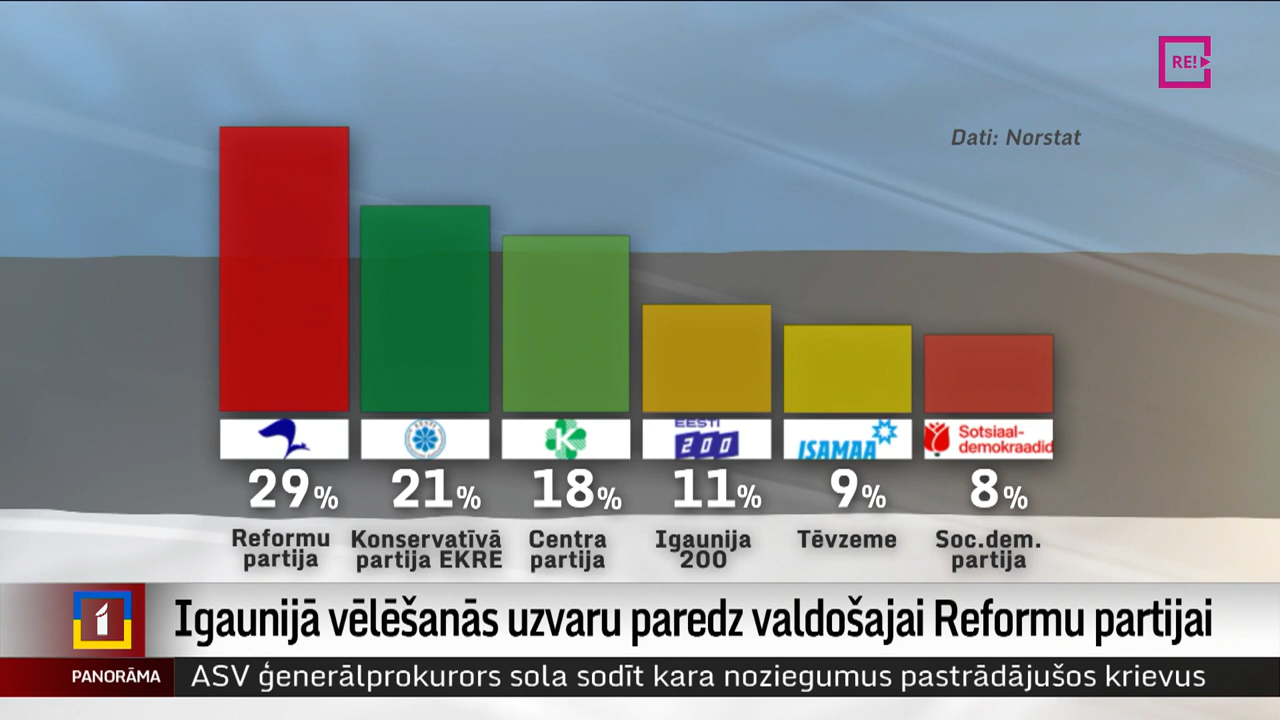 RE!
Dati: Norstat
EESTI
EESTI
K
200
ISAMAA
Sotsiaal-
demokraadid
29% 21% 18% 11% 9% 8%
Reformu
partija
Konservatīvā
partija EKRE
Centra
partija
Igaunija
200
Tēvzeme
Soc.dem.
partija
1
Igaunijā vēlēšanās uzvaru paredz valdošajai Reformu partijai
PANORĀMA
ASV ģenerālprokurors sola sodīt kara noziegumus pastrādājušos krievus